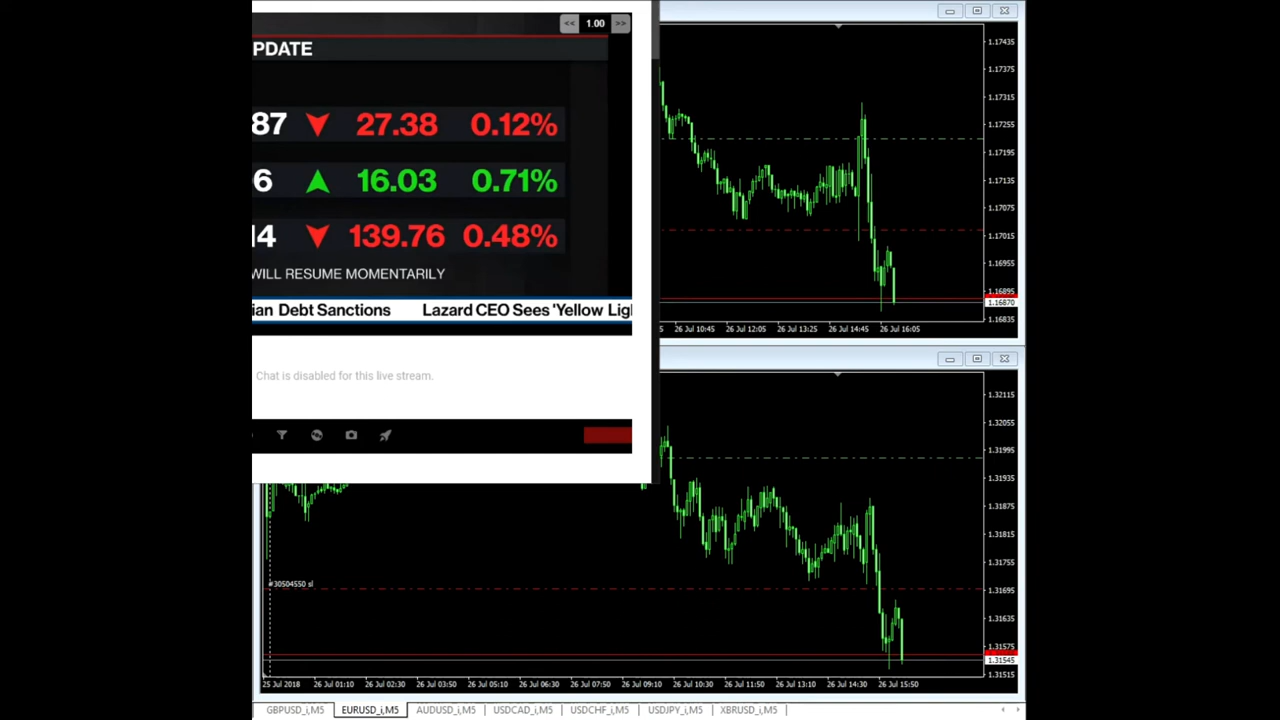 << 1.00 >>
PDATE
87 27.38 0.12%
6 16.03 0.71%
14 139.76 0.48%
WILL RESUME MOMENTARILY
ian Debt Sanctions Lazard CEO Sees 'Yellow Lig
Chat is disabled for this live stream.
1.17435
1.17375
1.17315
1.17255
1.17195
1.17135
1.17075
1.17015
1.16955
1.16895
1.16870
1.16835
5 26 Jul 10:45 26 Jul 12:05 26 Jul 13:25 26 Jul 14:45 26 Jul 16:05
1.32115
1.32055
1.31995
1.31935
1.31875
1.31815
1.31755
#30504550 sl
1.31695
1.31635
1.31575
1.31545
1.31515
25 Jul 2018 26 Jul 01:10 26 Jul 02:30 26 Jul 03:50 26 Jul 05:10 26 Jul 06:30 26 Jul 07:50 26 Jul 09:10 26 Jul 10:30 26 Jul 11:50 26 Jul 13:10 26 Jul 14:30 26 Jul 15:50
GBPUSD_i,M5 EURUSD_i,M5 AUDUSD_i,M5 USDCAD_i,M5 USDCHF_i,M5 USDJPY_i,M5 XBRUSD_i,M5